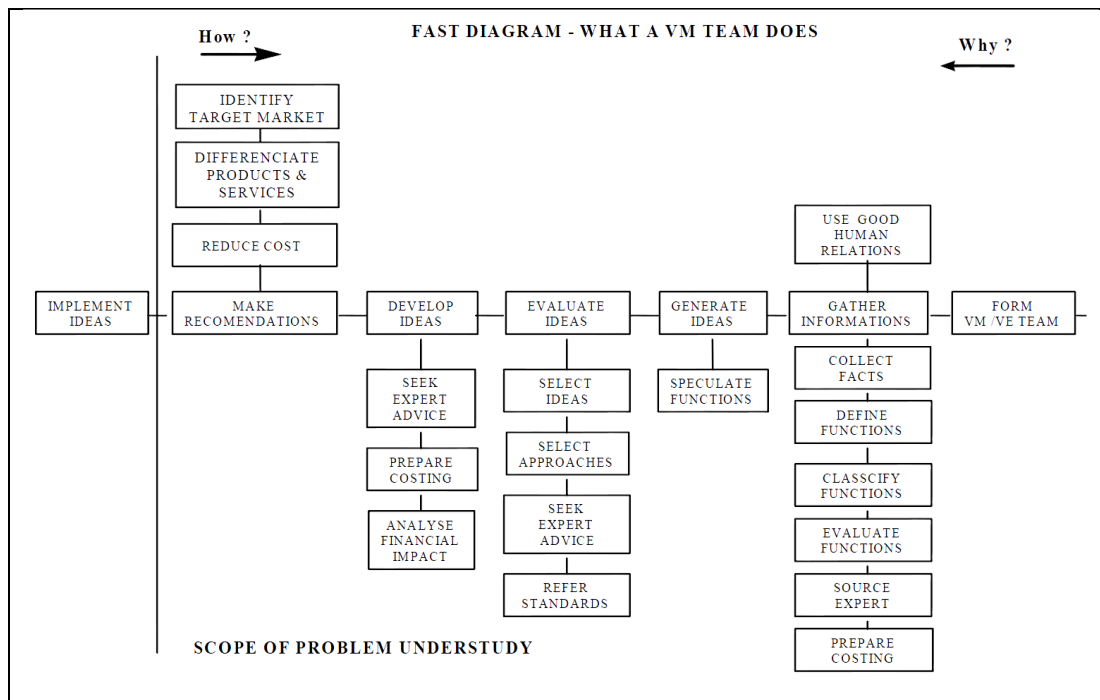 How ?
FAST DIAGRAM - WHAT A VM TEAM DOES
Why ?
IDENTIFY
TARGET MARKET
DIFFERENCIATE
PRODUCTS &
SERVICES
REDUCE COST
USE GOOD
HUMAN
RELATIONS
IMPLEMENT
IDEAS
MAKE
RECOMENDATIONS
DEVELOP
IDEAS
EVALUATE
IDEAS
GENERATE
IDEAS
GATHER
INFORMATIONS
FORM
VM /VE TEAM
SEEK
EXPERT
ADVICE
PREPARE
COSTING
ANALYSE
FINANCIAL
IMPACT
SELECT
IDEAS
SELECT
APPROACHES
SEEK
EXPERT
ADVICE
REFER
STANDARDS
SPECULATE
FUNCTIONS
COLLECT
FACTS
DEFINE
FUNCTIONS
CLASSCIFY
FUNCTIONS
EVALUATE
FUNCTIONS
SOURCE
EXPERT
PREPARE
COSTING
SCOPE OF PROBLEM UNDERSTUDY